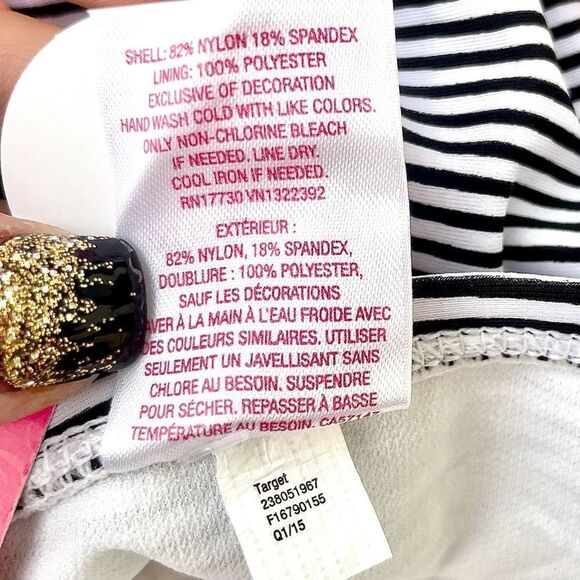 SHELL: 82% NYLON 18% SPANDEX
LINING: 100% POLYESTER
EXCLUSIVE OF DECORATION
HAND WASH COLD WITH LIKE COLORS.
ONLY NON-CHLORINE BLEACH
IF NEEDED. LINE DRY.
COOL IRON IF NEEDED.
RN17730 VN1322392
EXTÉRIEUR :
82% NYLON, 18% SPANDEX,
DOUBLURE : 100% POLYESTER,
SAUF LES DÉCORATIONS
À LA MAIN À L'EAU FROIDE AVEC
DES COULEURS SIMILAIRES. UTILISER
SEULEMENT UN JAVELLISANT SANS
CHLORE AU BESOIN. SUSPENDRE
POUR SÉCHER. REPASSER À BASSE
TEMPÉRATURE AU BESOIN.
Target
238051967
F16790155
Q1/15